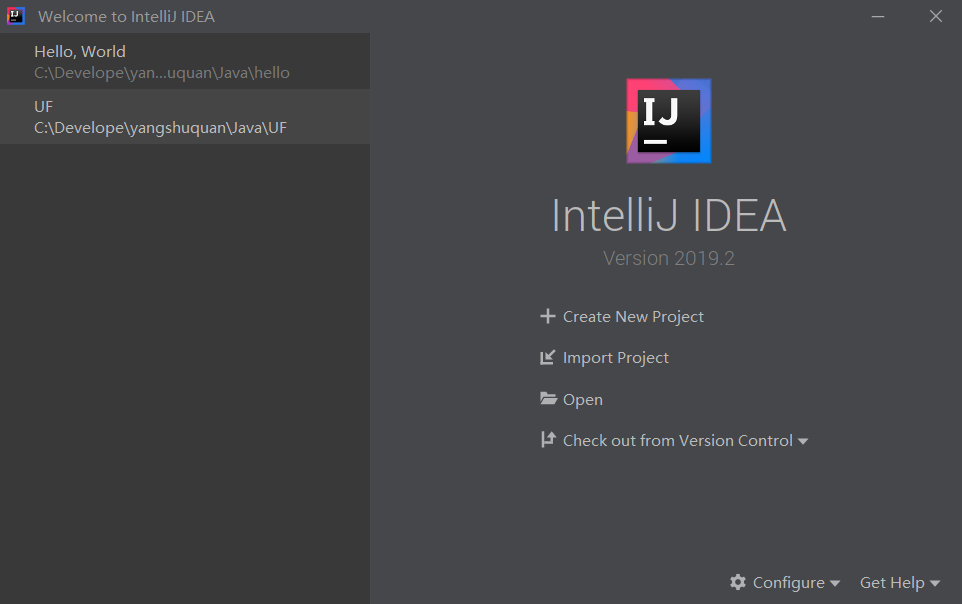 Welcome to IntelliJ IDEA
Hello, World
C:\Develope\yan...uquan\Java\hello
UF
C:\Develope\yangshuquan\Java\UF
IJ
IntelliJ IDEA
Version 2019.2
Create New Project
Import Project
Open
Check out from Version Control
Configure
Get Help